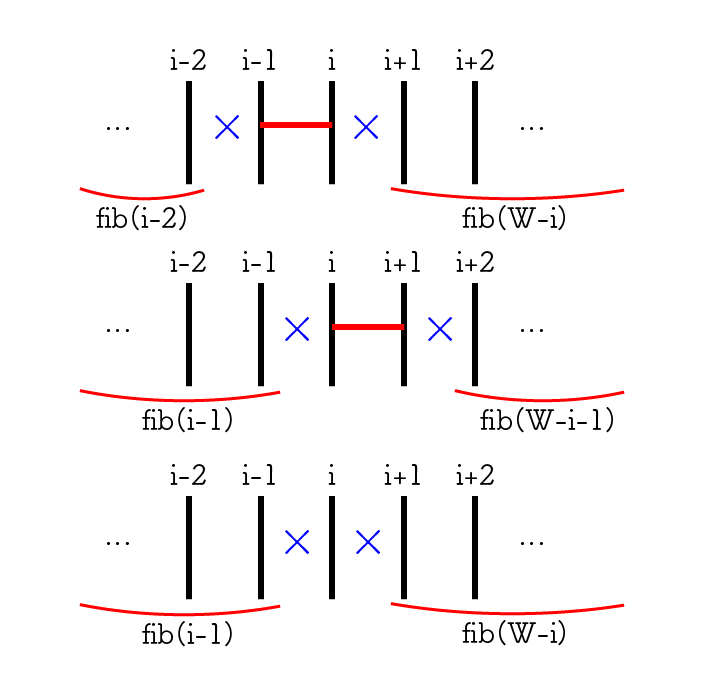 i-2 i-1 i i+1 i+2
... ...
fib(i-2) fib(W-i)
i-2 i-1 i i+1 i+2
... ...
fib(i-1) fib(W-i-1)
i-2 i-1 i i+1 i+2
... ...
fib(i-1) fib(W-i)